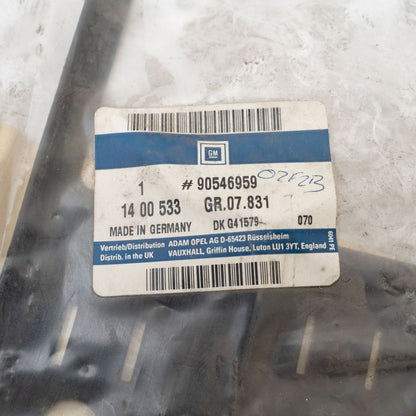 GM
1 # 90546959
02F2B
14 00 533 GR.07.831
MADE IN GERMANY DK G41579- 070
Vertrieb/Distribution ADAM OPEL AG D-65423 Rüsselsheim
Distrib. in the UK VAUXHALL, Griffin House, Luton LU1 3YT, England